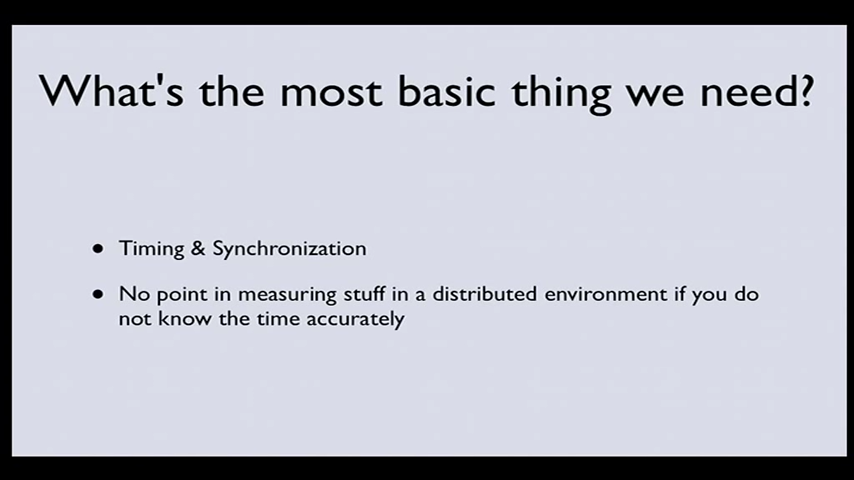 What's the most basic thing we need?
● Timing & Synchronization
● No point in measuring stuff in a distributed environment if you do
not know the time accurately